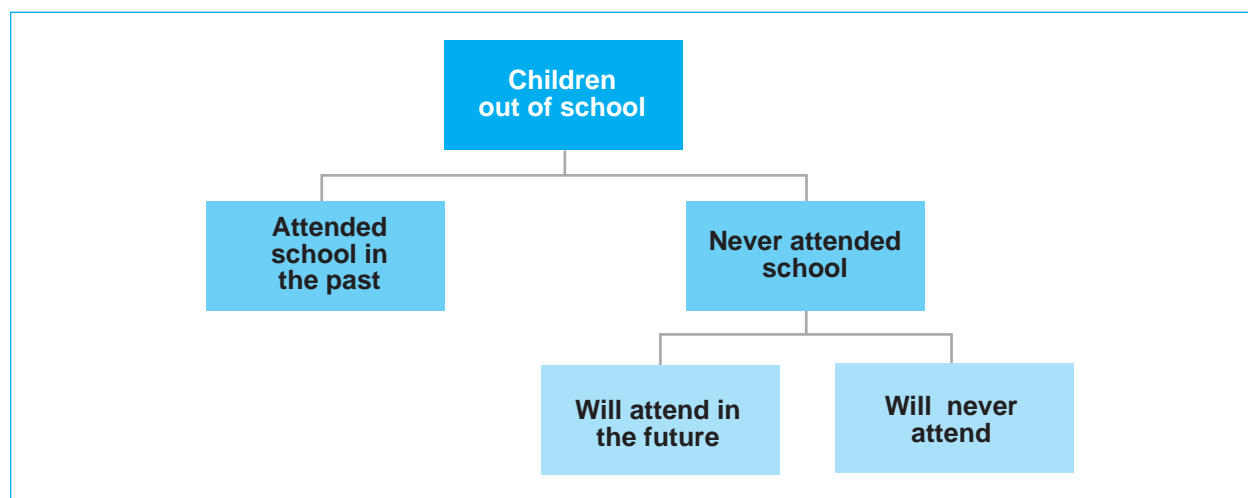 Children
out of school
Attended
school in
the past
Never attended
school
Will attend in
the future
Will never
attend